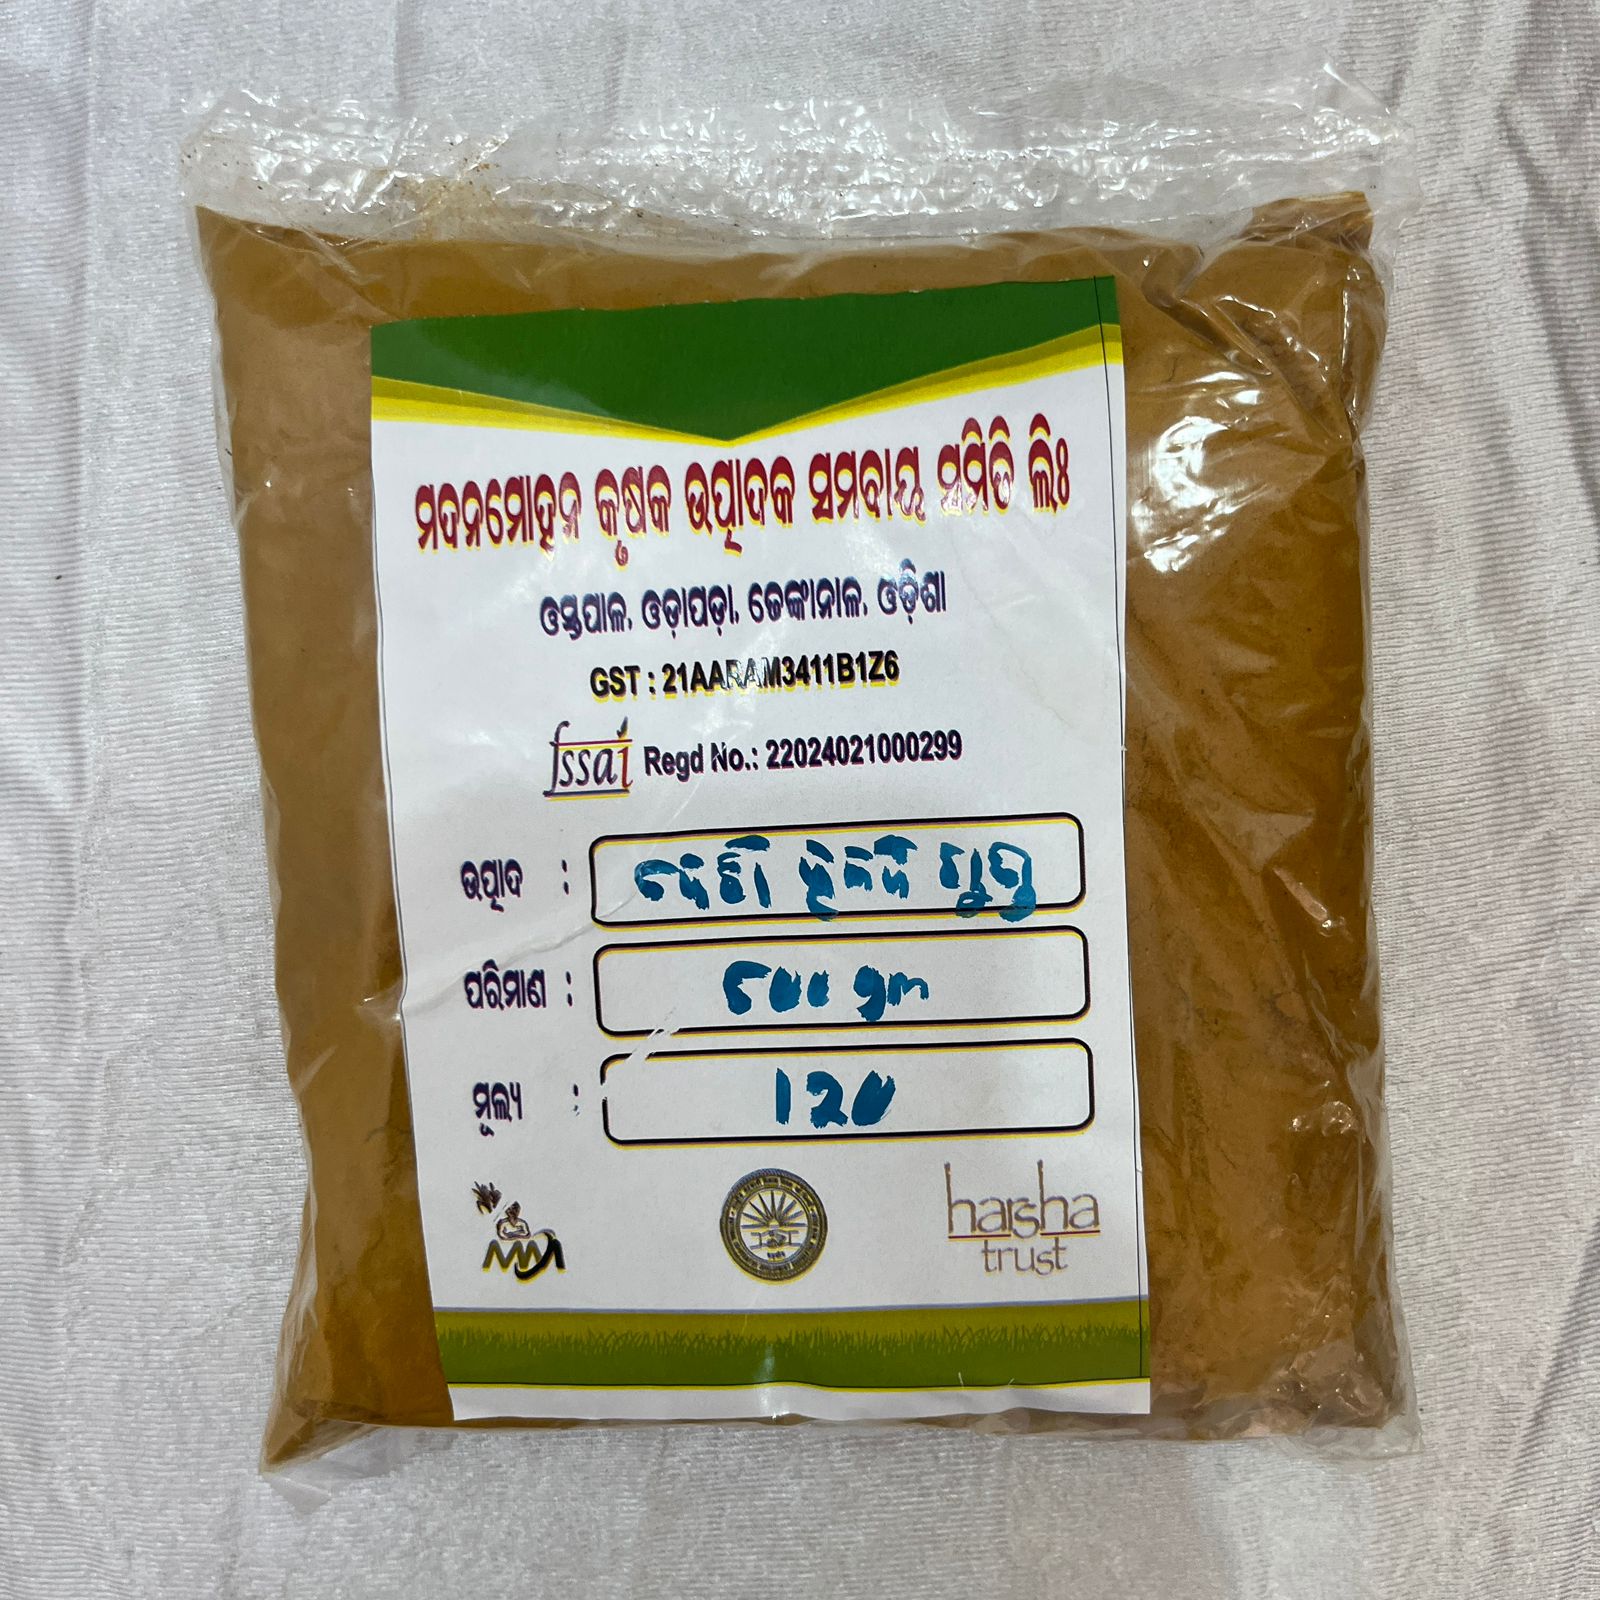 ମଦନମୋହନ କୃଷକ ଉତ୍ପାଦକ ସମବାୟ ସମିତି ଲିଃ
ଓସ୍ତପାଳ, ଓଡ଼ାପଡ଼ା, ଢେଙ୍କାନାଳ, ଓଡ଼ିଶା
GST : 21AARAM3411B1Z6
fssai Regd No.: 22024021000299
ଉତ୍ପାଦ : ଦେଶୀ ହଳଦୀ ଗୁଣ୍ଡ
ପରିମାଣ : 500 gm
ମୂଲ୍ୟ : 120
harsha
trust